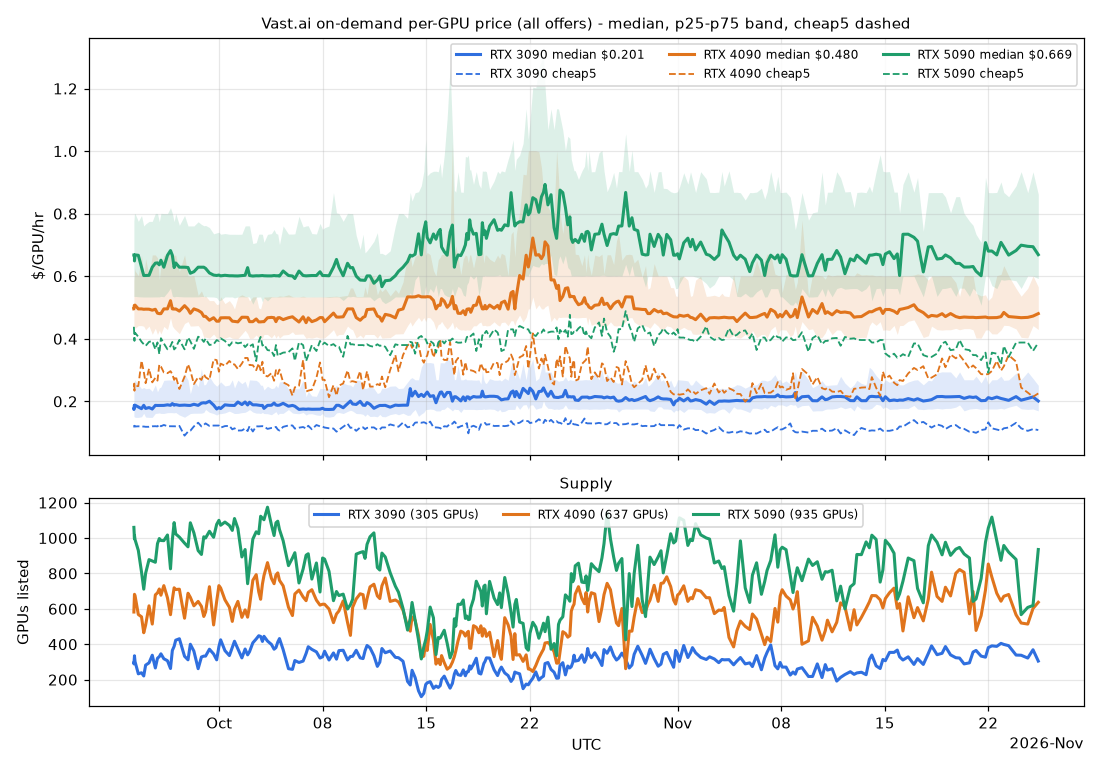 Vast.ai on-demand per-GPU price (all offers) - median, p25-p75 band, cheap5 dashed
RTX 3090 median $0.201
RTX 4090 median $0.480
RTX 5090 median $0.669
RTX 3090 cheap5
RTX 4090 cheap5
RTX 5090 cheap5
$/GPU/hr
1.2
1.0
0.8
0.6
0.4
0.2
Supply
RTX 3090 (305 GPUs)
RTX 4090 (637 GPUs)
RTX 5090 (935 GPUs)
GPUs listed
1200
1000
800
600
400
200
Oct
08
15
22
Nov
08
15
22
UTC
2026-Nov